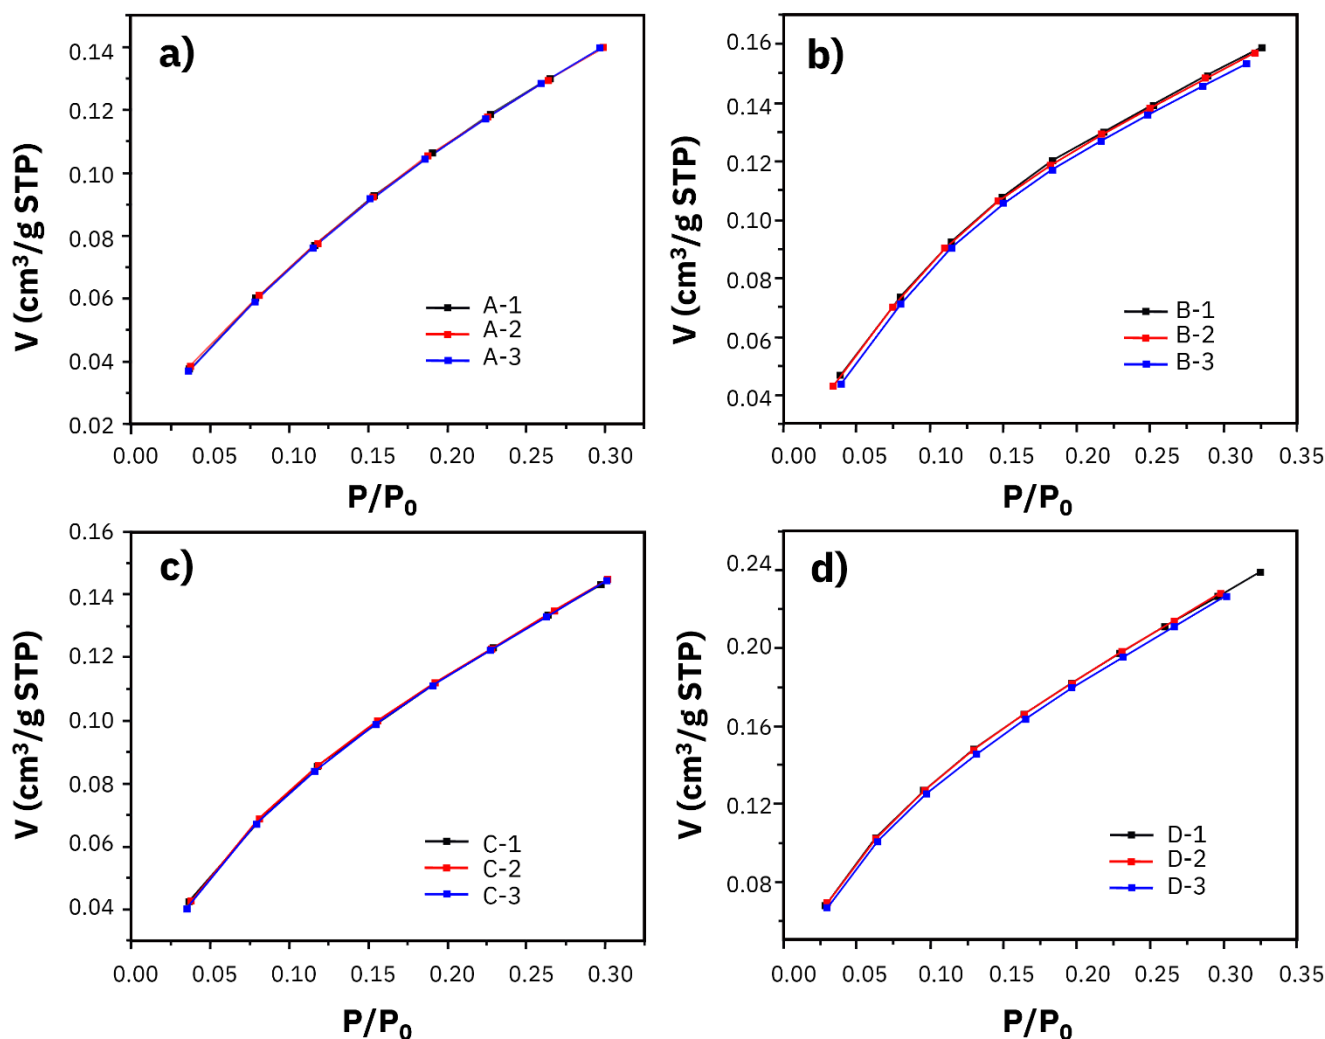 a)
V (cm³/g STP)
0.14
0.12
0.10
0.08
0.06
0.04
0.02
A-1
A-2
A-3
0.00 0.05 0.10 0.15 0.20 0.25 0.30
P/P₀
b)
V (cm³/g STP)
0.16
0.14
0.12
0.10
0.08
0.06
0.04
B-1
B-2
B-3
0.00 0.05 0.10 0.15 0.20 0.25 0.30 0.35
P/P₀
c)
V (cm³/g STP)
0.16
0.14
0.12
0.10
0.08
0.06
0.04
C-1
C-2
C-3
0.00 0.05 0.10 0.15 0.20 0.25 0.30
P/P₀
d)
V (cm³/g STP)
0.24
0.20
0.16
0.12
0.08
D-1
D-2
D-3
0.00 0.05 0.10 0.15 0.20 0.25 0.30 0.35
P/P₀